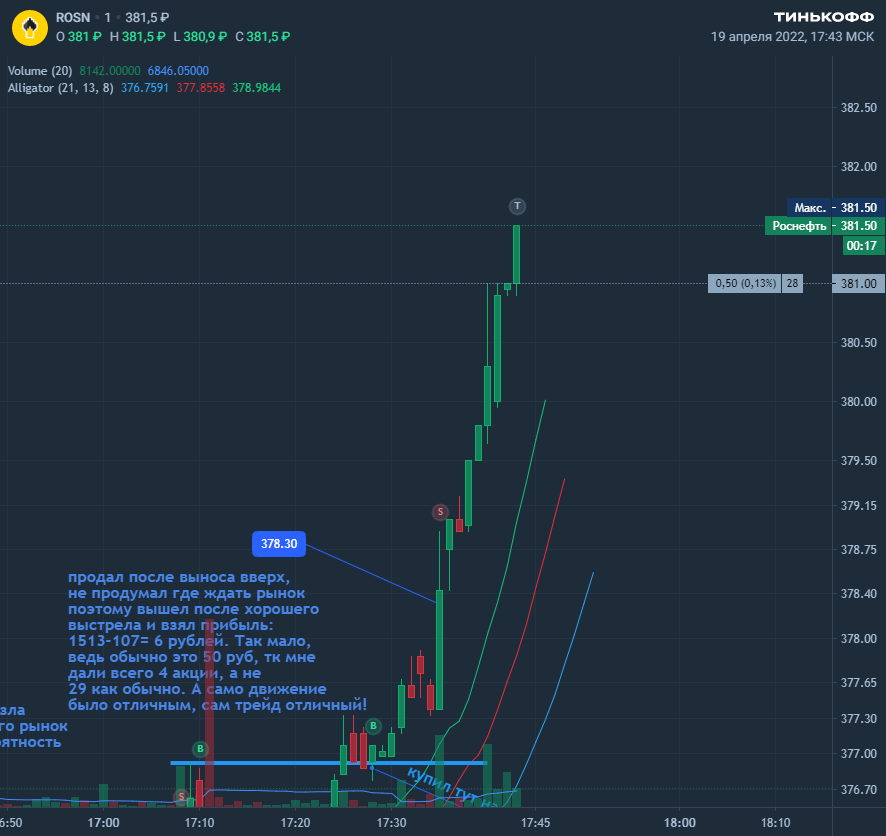 ROSN · 1 · 381,5 ₽
ТИНЬКОФФ
O 381 ₽ H 381,5 ₽ L 380,9 ₽ C 381,5 ₽
19 апреля 2022, 17:43 МСК
Volume (20) 8142.00000 6846.05000
Alligator (21, 13, 8) 376.7591 377.8558 378.9844
382.50
382.00
T
Макс. 381.50
Роснефть 381.50
00:17
0,50 (0,13%) 28 381.00
380.50
380.00
379.50
379.15
S
378.75
378.30
378.40
378.00
377.65
377.30
377.00
376.70
продал после выноса вверх,
не продумал где ждать рынок
поэтому вышел после хорошего
выстрела и взял прибыль:
1513-107= 6 рублей. Так мало,
ведь обычно это 50 руб, тк мне
дали всего 4 акции, а не
29 как обычно. А само движение
было отличным, сам трейд отличный!
зла
го рынок
оятность
B
B
S
купил тут на
6:50 17:00 17:10 17:20 17:30 17:45 18:00 18:10